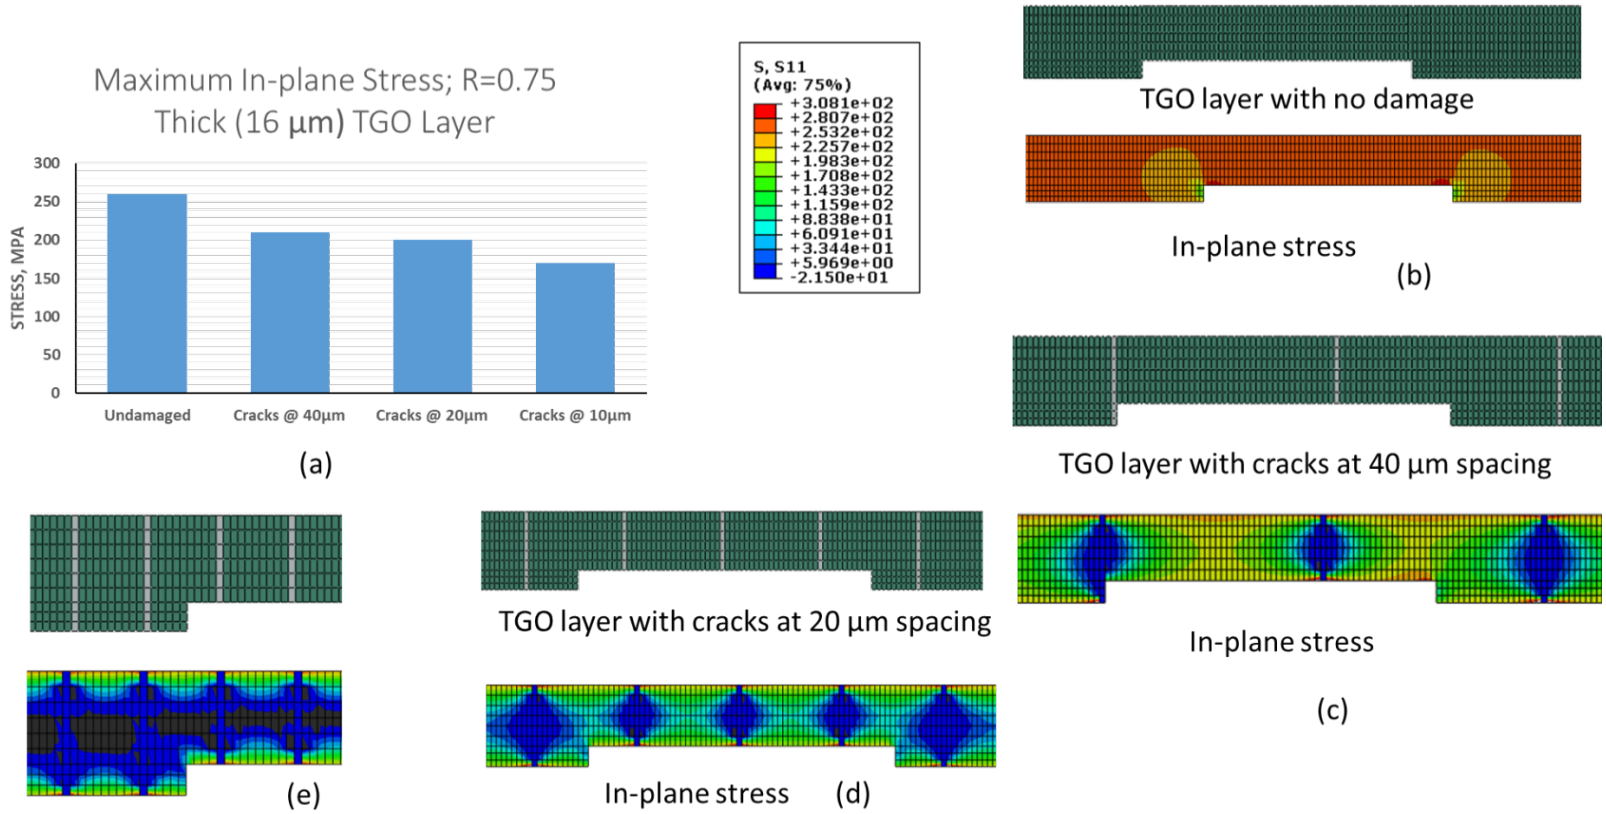 Maximum In-plane Stress; R=0.75
Thick (16 μm) TGO Layer
STRESS, MPA
300
250
200
150
100
50
0
Undamaged
Cracks @ 40μm
Cracks @ 20μm
Cracks @ 10μm
(a)
S, S11
(Avg: 75%)
+3.081e+02
+2.807e+02
+2.532e+02
+2.257e+02
+1.983e+02
+1.708e+02
+1.433e+02
+1.159e+02
+8.838e+01
+6.091e+01
+3.344e+01
+5.969e+00
-2.150e+01
TGO layer with no damage
In-plane stress
(b)
TGO layer with cracks at 40 μm spacing
In-plane stress
(c)
TGO layer with cracks at 20 μm spacing
In-plane stress
(d)
(e)